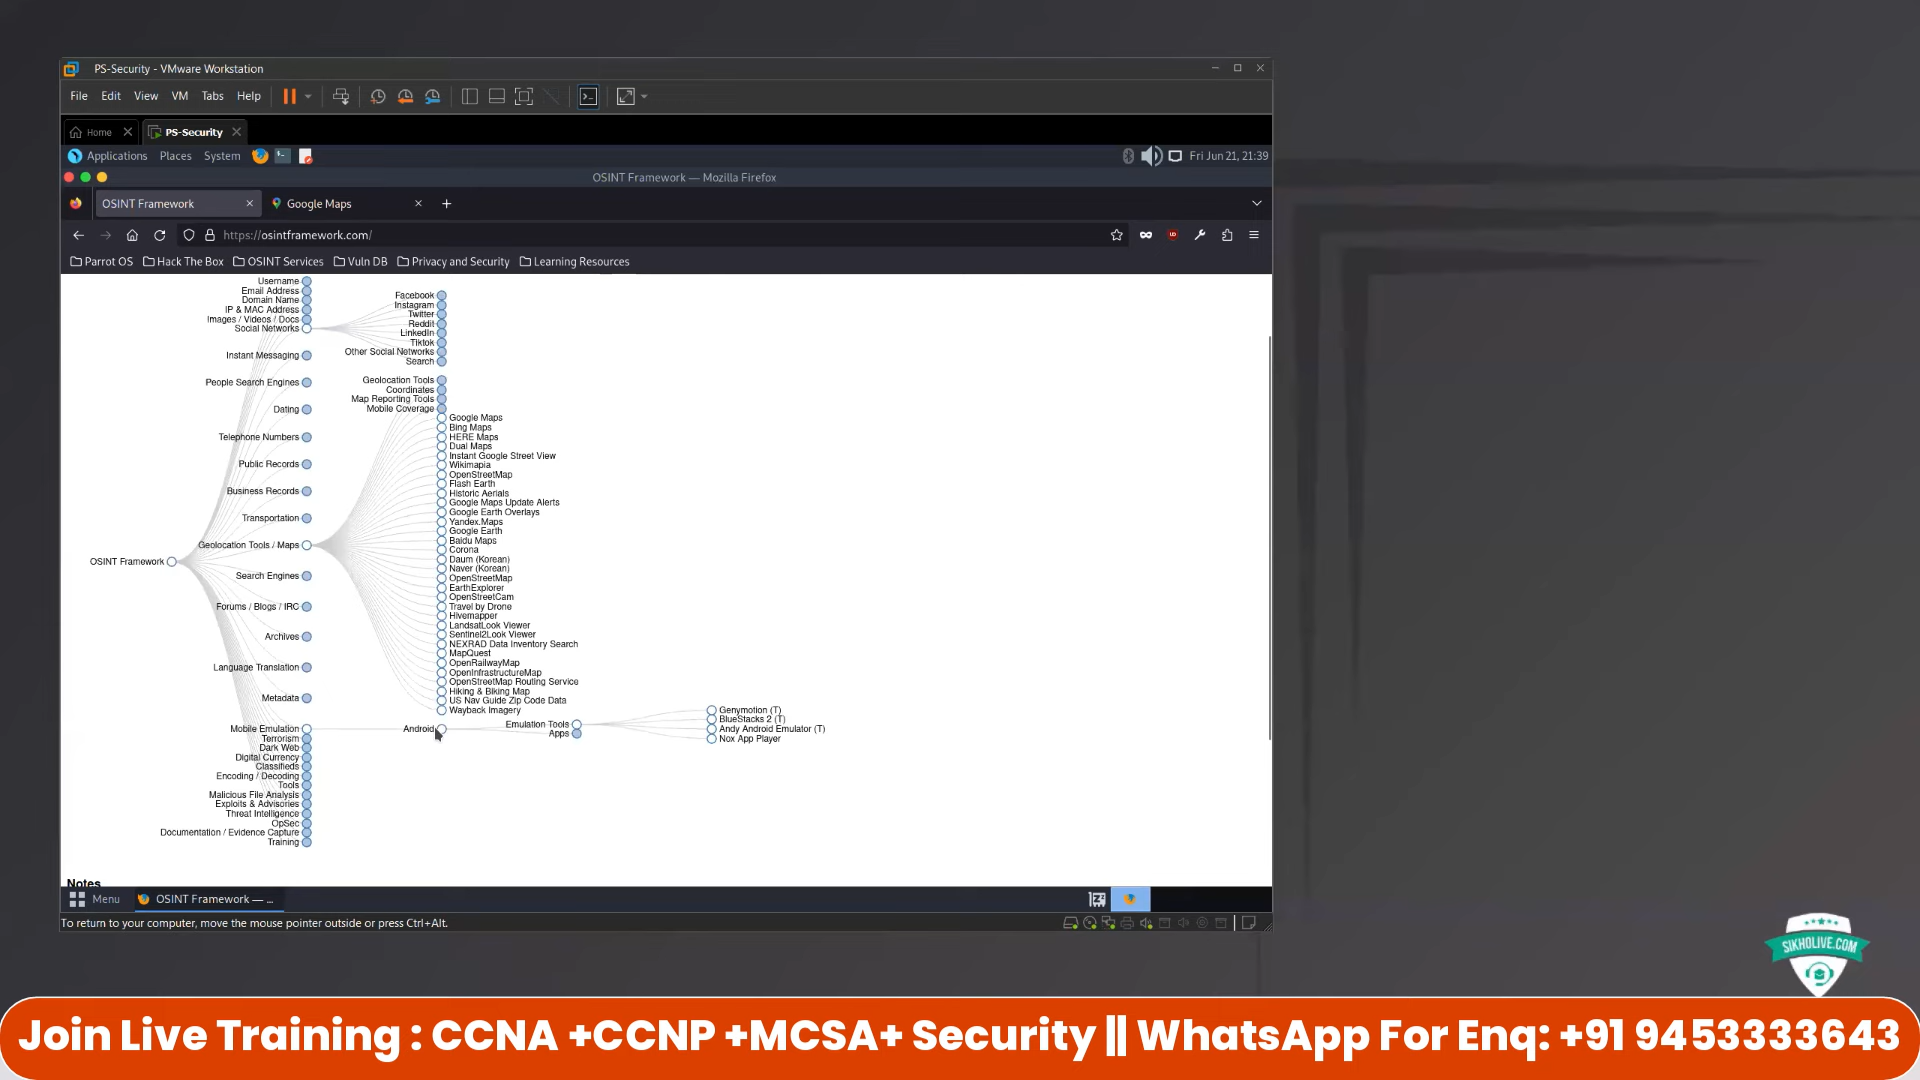 PS-Security - VMware Workstation
File Edit View VM Tabs Help
Home PS-Security
Applications Places System Fri Jun 21, 21:39
OSINT Framework — Mozilla Firefox
OSINT Framework Google Maps
https://osintframework.com/
Parrot OS Hack The Box OSINT Services Vuln DB Privacy and Security Learning Resources
Username
Email Address
Domain Name
IP & MAC Address
Images / Videos / Docs
Social Networks
Instant Messaging
People Search Engines
Dating
Telephone Numbers
Public Records
Business Records
Transportation
Geolocation Tools / Maps
OSINT Framework
Search Engines
Forums / Blogs / IRC
Archives
Language Translation
Metadata
Mobile Emulation
Terrorism
Dark Web
Digital Currency
Classifieds
Encoding / Decoding
Tools
Malicious File Analysis
Exploits & Advisories
Threat Intelligence
OpSec
Documentation / Evidence Capture
Training
Facebook
Instagram
Twitter
Reddit
LinkedIn
Tiktok
Other Social Networks
Search
Geolocation Tools
Coordinates
Map Reporting Tools
Mobile Coverage
Google Maps
Bing Maps
HERE Maps
Dual Maps
Instant Google Street View
Wikimapia
OpenStreetMap
Flash Earth
Historic Aerials
Google Maps Update Alerts
Google Earth Overlays
Yandex.Maps
Google Earth
Baidu Maps
Corona
Daum (Korean)
Naver (Korean)
OpenStreetMap
EarthExplorer
OpenStreetCam
Travel by Drone
Hivemapper
LandsatLook Viewer
Sentinel2Look Viewer
NEXRAD Data Inventory Search
MapQuest
OpenRailwayMap
OpenInfrastructureMap
OpenStreetMap Routing Service
Hiking & Biking Map
US Nav Guide Zip Code Data
Wayback Imagery
Android
Emulation Tools
Apps
Genymotion (T)
BlueStacks 2 (T)
Andy Android Emulator (T)
Nox App Player
Notes
Menu OSINT Framework — ...
To return to your computer, move the mouse pointer outside or press Ctrl+Alt.
SIKHOLIVE.COM
Join Live Training : CCNA +CCNP +MCSA+ Security || WhatsApp For Enq: +91 9453333643